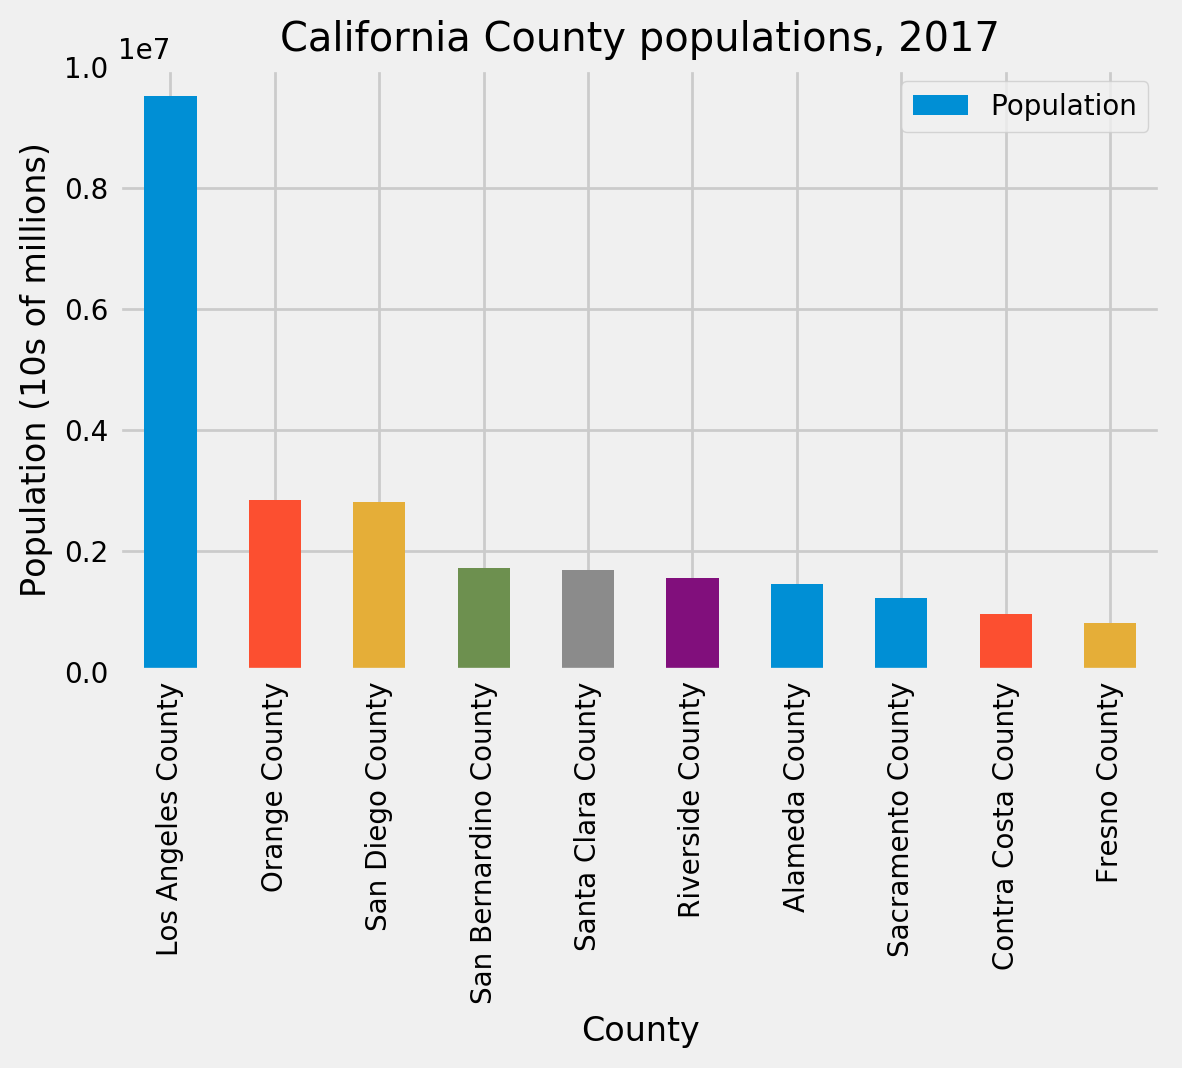 California County populations, 2017
1e7
1.0
0.8
0.6
0.4
0.2
0.0
Population (10s of millions)
Population
Los Angeles County
Orange County
San Diego County
San Bernardino County
Santa Clara County
Riverside County
Alameda County
Sacramento County
Contra Costa County
Fresno County
County